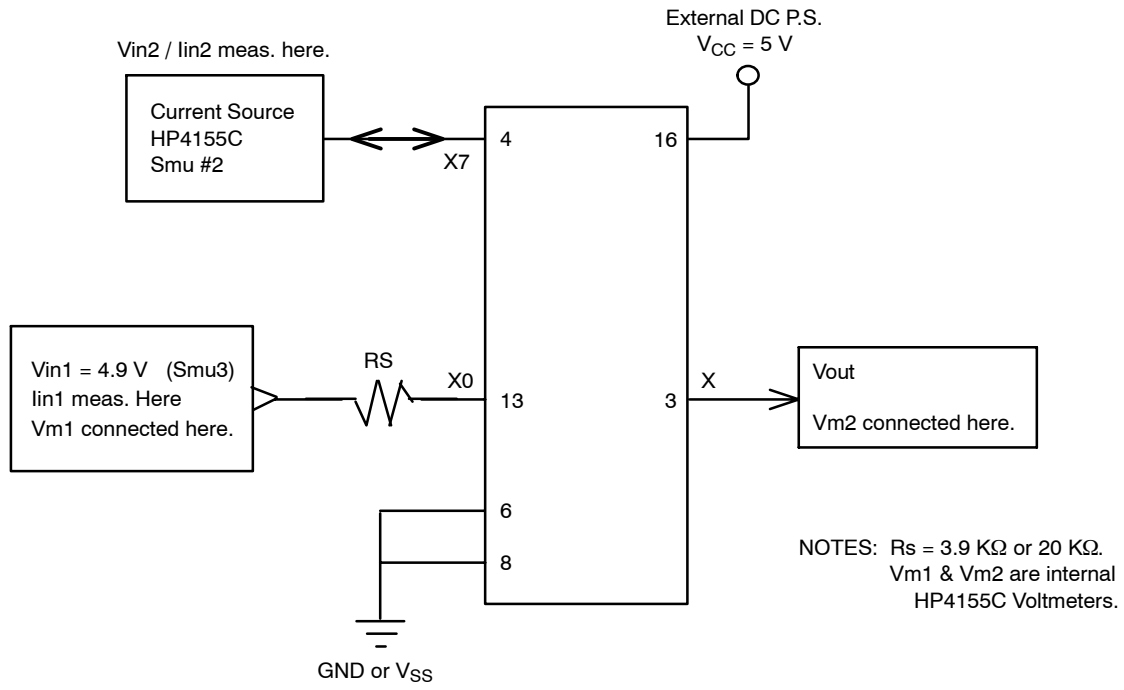 External DC P.S.
VCC = 5 V
Vin2 / Iin2 meas. here.
Current Source
HP4155C
Smu #2
X7
4
16
Vin1 = 4.9 V (Smu3)
Iin1 meas. Here
Vm1 connected here.
RS
X0
13
3
X
Vout
Vm2 connected here.
6
8
GND or VSS
NOTES: Rs = 3.9 KΩ or 20 KΩ.
Vm1 & Vm2 are internal
HP4155C Voltmeters.